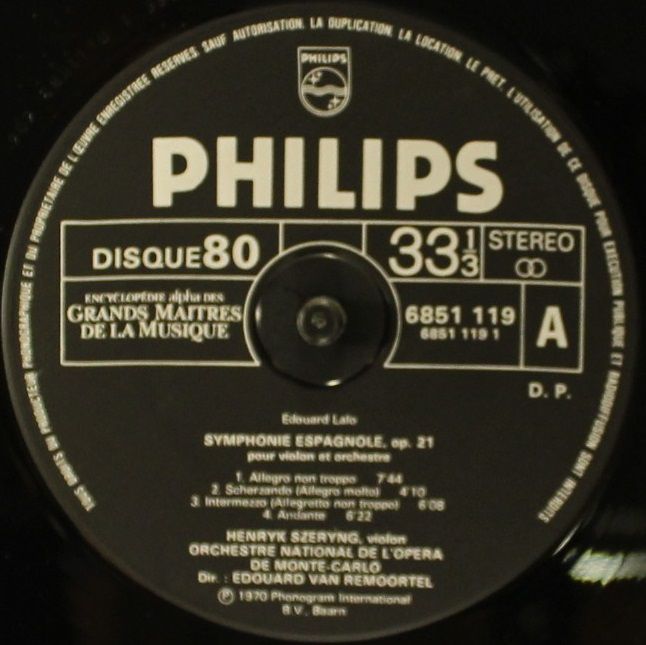 TOUS DROITS DU PRODUCTEUR PHONOGRAPHIQUE ET DU PROPRIETAIRE DE L'ŒUVRE ENREGISTREE RESERVES. SAUF AUTORISATION, LA DUPLICATION, LA LOCATION, LE PRET, L'UTILISATION DE CE DISQUE POUR EXECUTION PUBLIQUE ET RADIODIFFUSION SONT INTERDITS
PHILIPS
PHILIPS
DISQUE 80
33 1/3
STEREO
ENCYCLOPÉDIE alpha DES
GRANDS MAITRES
DE LA MUSIQUE
6851 119
6851 119 1
A
D. P.
Edouard Lalo
SYMPHONIE ESPAGNOLE, op. 21
pour violon et orchestre
1. Allegro non troppo 7'44
2. Scherzando (Allegro molto) 4'10
3. Intermezzo (Allegretto non troppo) 6'08
4. Andante 6'22
HENRYK SZERYNG, violon
ORCHESTRE NATIONAL DE L'OPERA
DE MONTE-CARLO
Dir. : EDOUARD VAN REMOORTEL
Ⓟ 1970 Phonogram International
B.V. Baarn